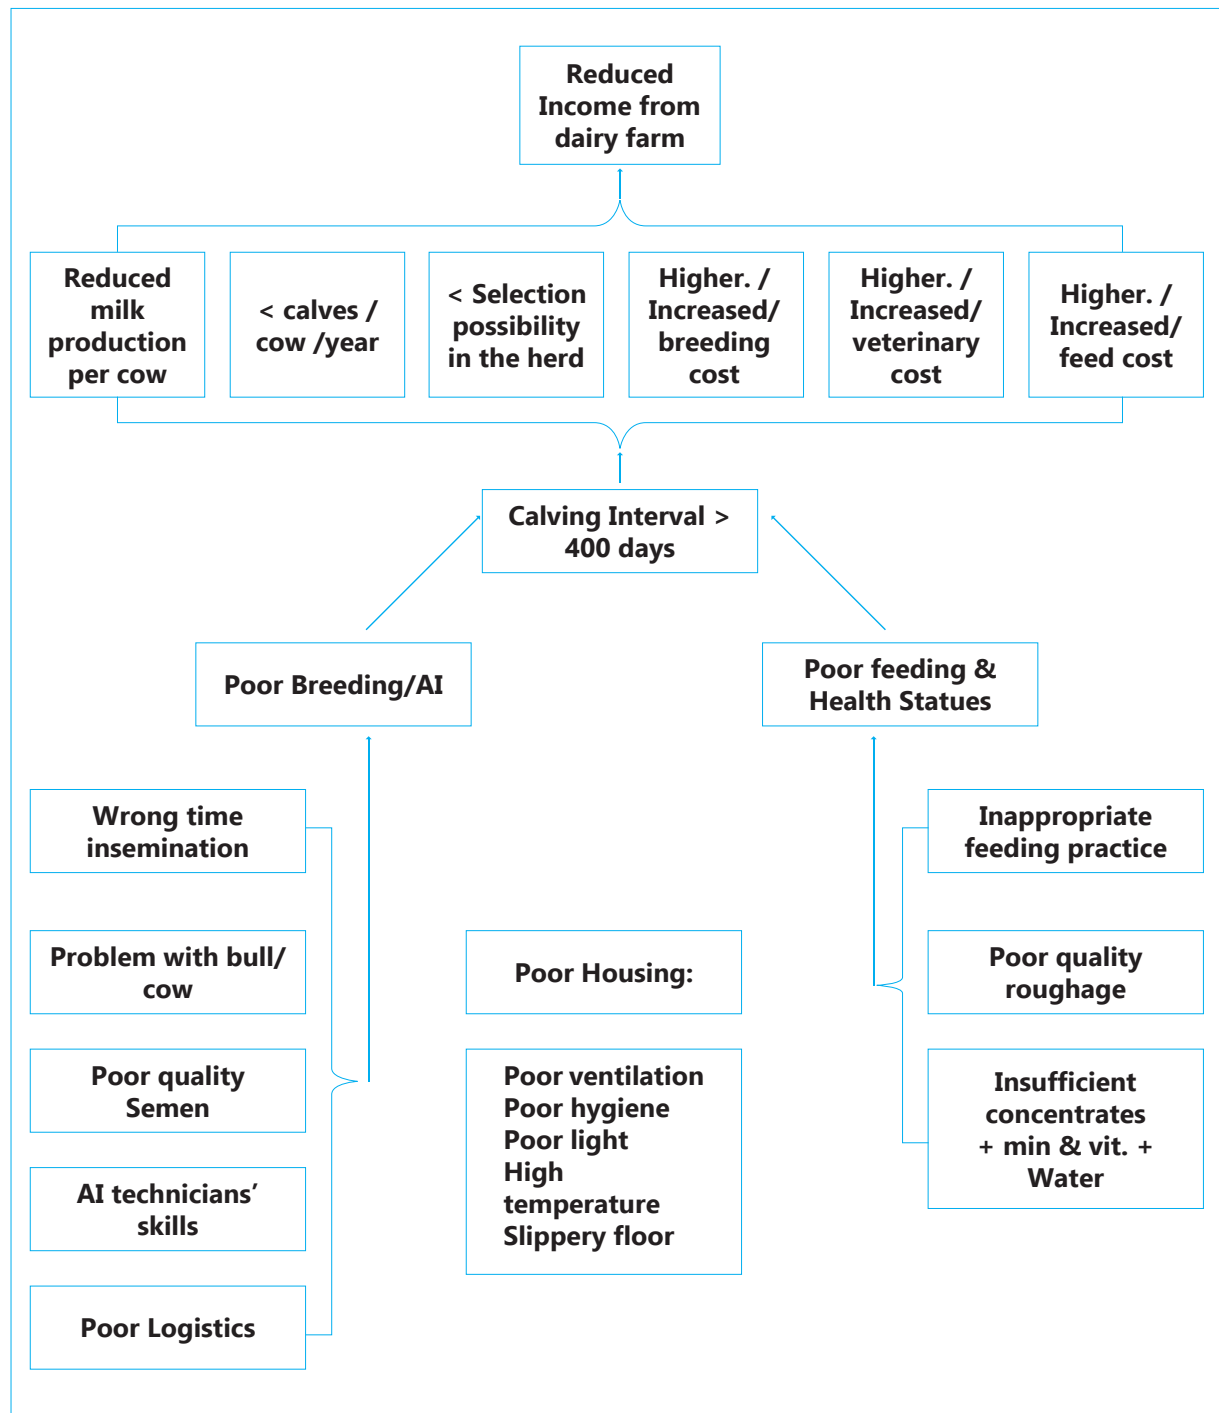 Reduced
Income from
dairy farm
Reduced
milk
production
per cow
< calves /
cow /year
< Selection
possibility
in the herd
Higher. /
Increased/
breeding
cost
Higher. /
Increased/
veterinary
cost
Higher. /
Increased/
feed cost
Calving Interval >
400 days
Poor Breeding/AI
Poor feeding &
Health Statues
Wrong time
insemination
Problem with bull/
cow
Poor quality
Semen
AI technicians’
skills
Poor Logistics
Poor Housing:
Poor ventilation
Poor hygiene
Poor light
High
temperature
Slippery floor
Inappropriate
feeding practice
Poor quality
roughage
Insufficient
concentrates
+ min & vit. +
Water